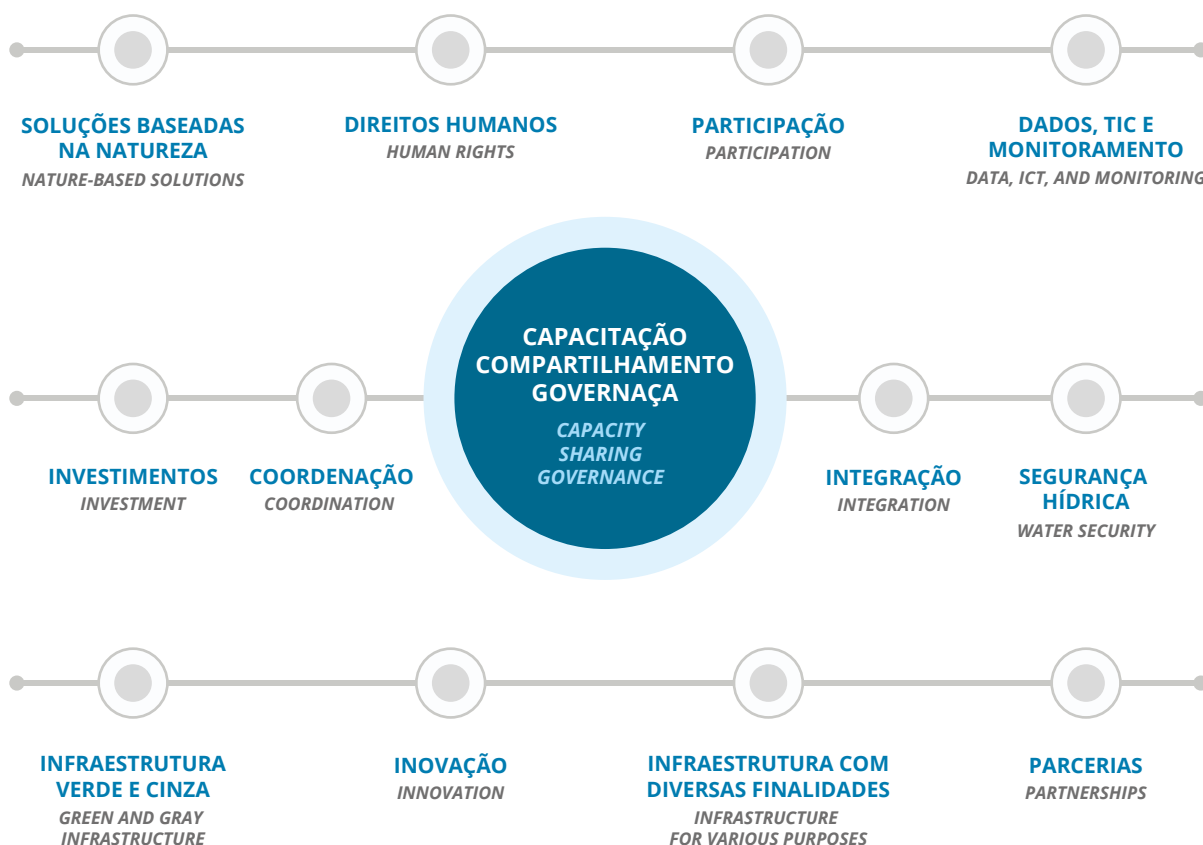 SOLUÇÕES BASEADAS
NA NATUREZA
NATURE-BASED SOLUTIONS
DIREITOS HUMANOS
HUMAN RIGHTS
PARTICIPAÇÃO
PARTICIPATION
DADOS, TIC E
MONITORAMENTO
DATA, ICT, AND MONITORING
INVESTIMENTOS
INVESTMENT
COORDENAÇÃO
COORDINATION
CAPACITAÇÃO
COMPARTILHAMENTO
GOVERNAÇA
CAPACITY
SHARING
GOVERNANCE
INTEGRAÇÃO
INTEGRATION
SEGURANÇA
HÍDRICA
WATER SECURITY
INFRAESTRUTURA
VERDE E CINZA
GREEN AND GRAY
INFRASTRUCTURE
INOVAÇÃO
INNOVATION
INFRAESTRUTURA COM
DIVERSAS FINALIDADES
INFRASTRUCTURE
FOR VARIOUS PURPOSES
PARCERIAS
PARTNERSHIPS